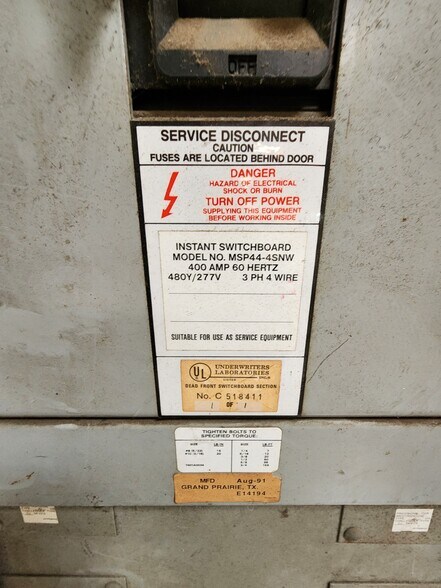 OFF
SERVICE DISCONNECT
CAUTION
FUSES ARE LOCATED BEHIND DOOR
DANGER
HAZARD OF ELECTRICAL
SHOCK OR BURN
TURN OFF POWER
SUPPLYING THIS EQUIPMENT
BEFORE WORKING INSIDE
INSTANT SWITCHBOARD
MODEL NO. MSP44-4SNW
400 AMP 60 HERTZ
480Y/277V 3 PH 4 WIRE
SUITABLE FOR USE AS SERVICE EQUIPMENT
UL
UNDERWRITERS
LABORATORIES
DEAD FRONT SWITCHBOARD SECTION
No. C 518411
1 OF 1
TIGHTEN BOLTS TO
SPECIFIED TORQUE:
MFD Aug-91
GRAND PRAIRIE, TX.
E14194